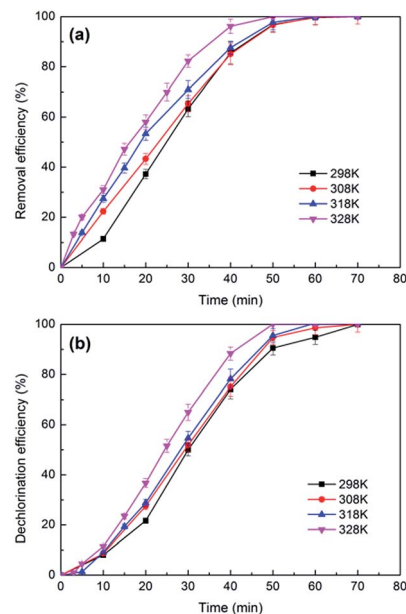 (a)
Removal efficiency (%)
100
80
60
40
20
0
298K
308K
318K
328K
0 10 20 30 40 50 60 70 80
Time (min)
(b)
Dechlorination efficiency (%)
100
80
60
40
20
0
298K
308K
318K
328K
0 10 20 30 40 50 60 70 80
Time (min)